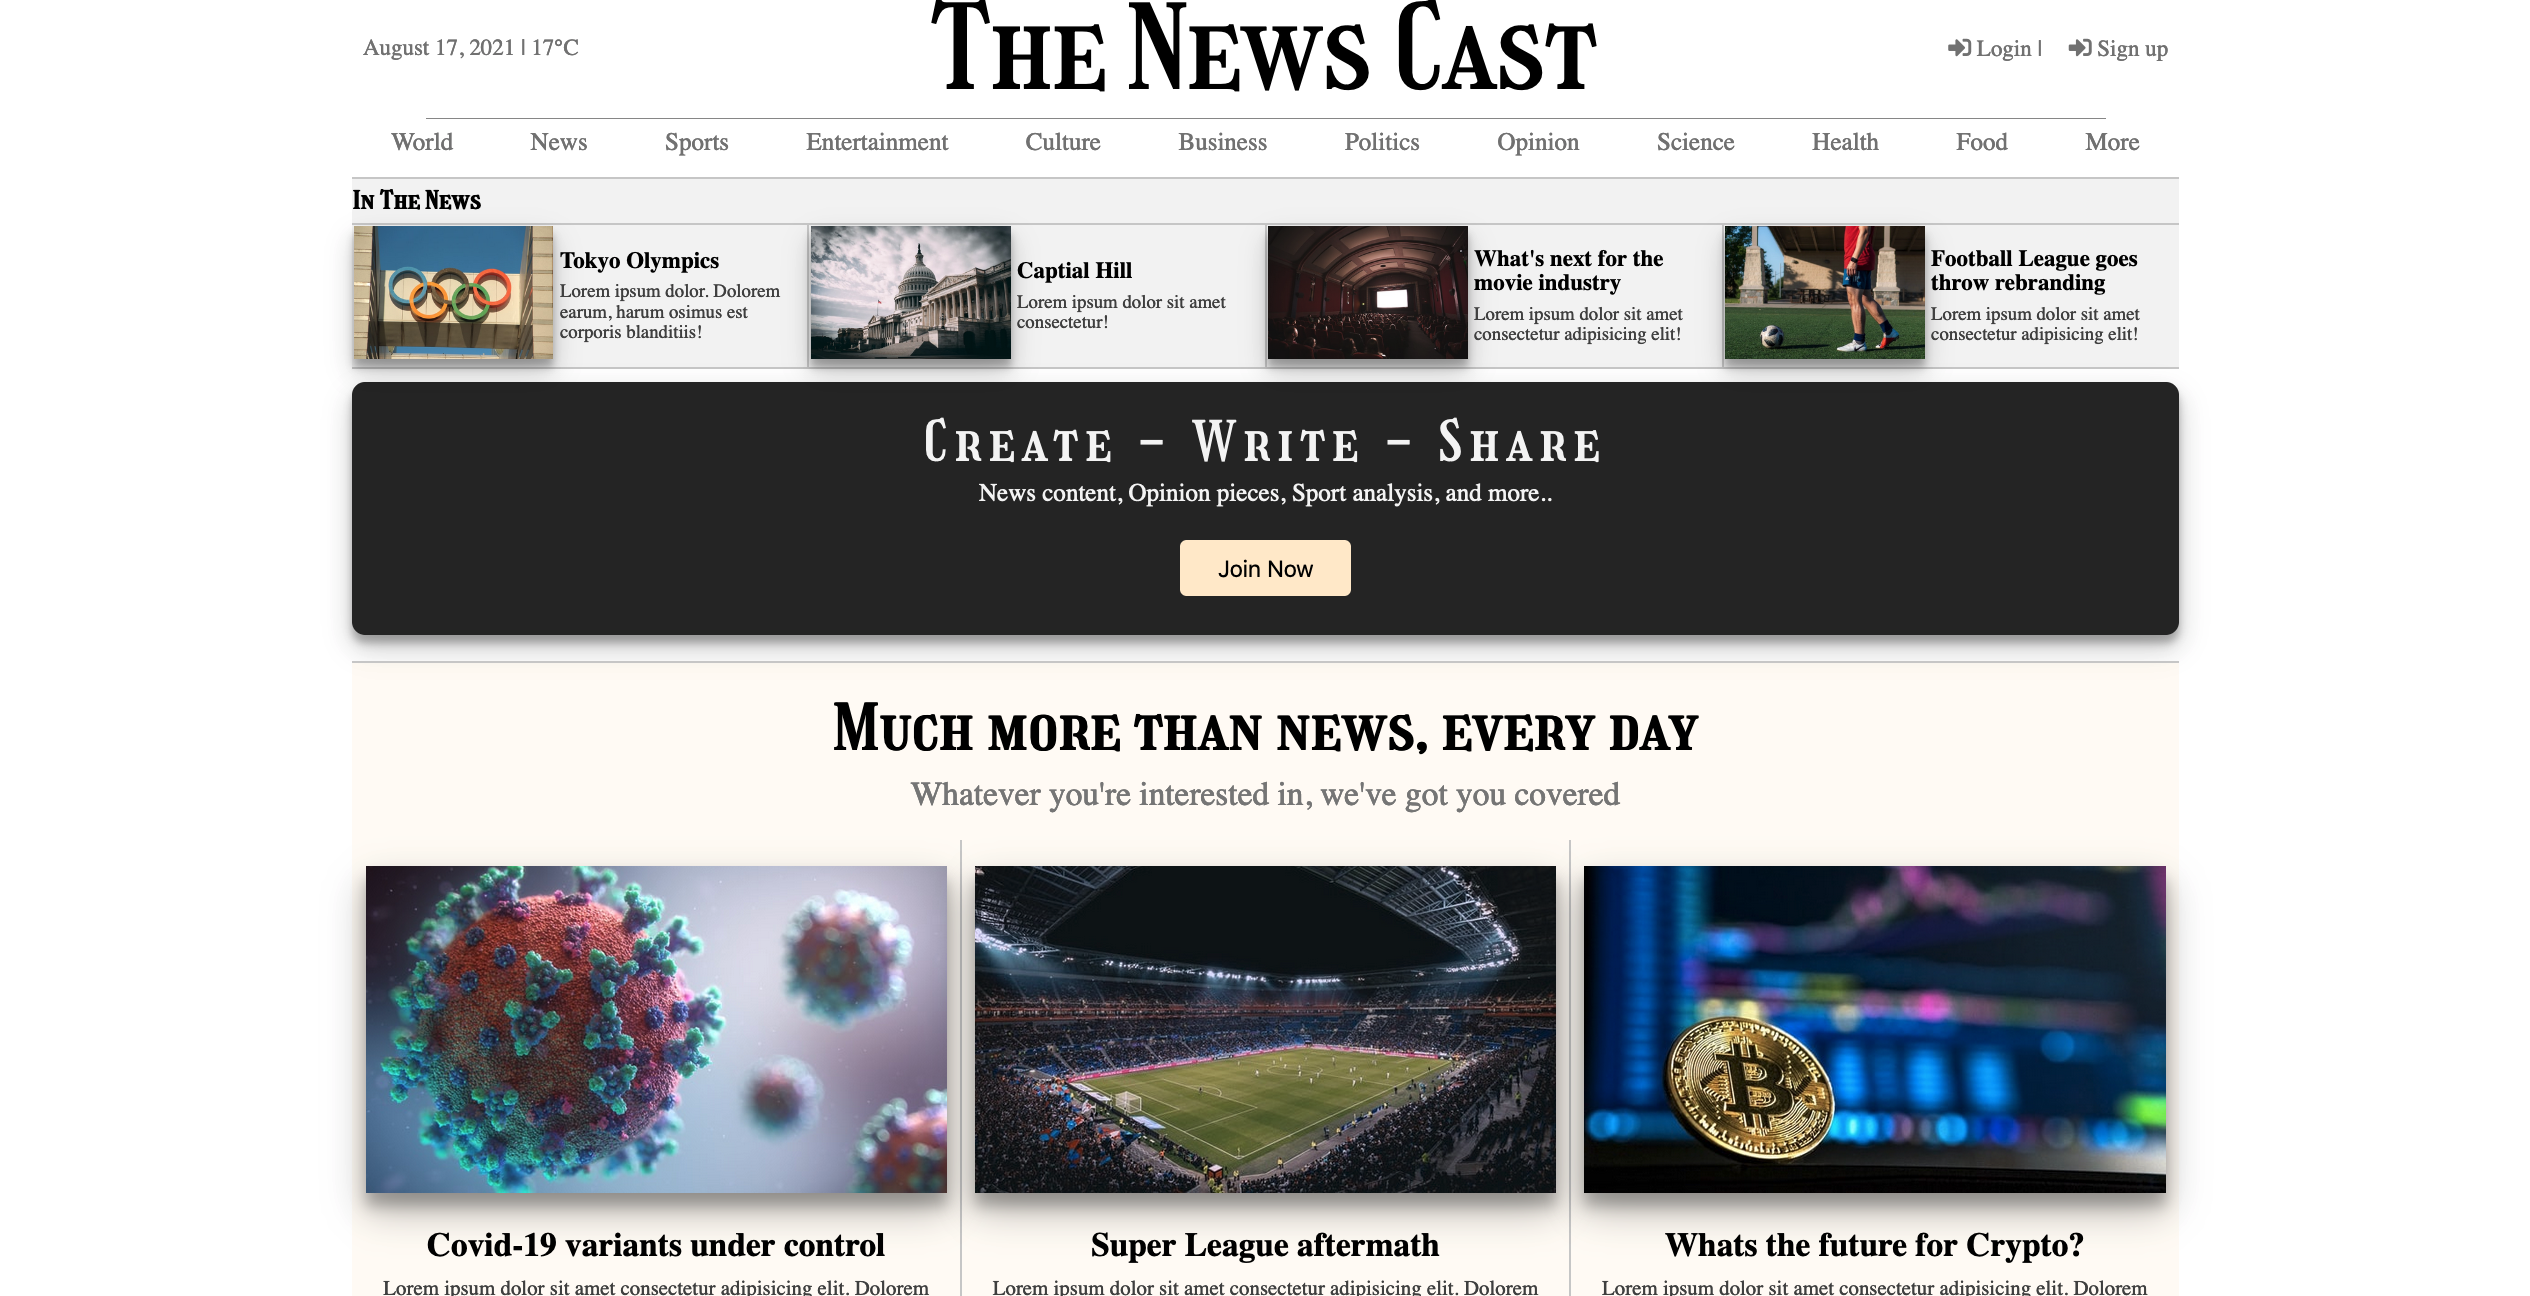 August 17, 2021 | 17°C
The News Cast
Login |
Sign up
World News Sports Entertainment Culture Business Politics Opinion Science Health Food More
In The News
Tokyo Olympics
Lorem ipsum dolor. Dolorem
earum, harum osimus est
corporis blanditiis!
Captial Hill
Lorem ipsum dolor sit amet
consectetur!
What's next for the
movie industry
Lorem ipsum dolor sit amet
consectetur adipisicing elit!
Football League goes
throw rebranding
Lorem ipsum dolor sit amet
consectetur adipisicing elit!
Create - Write - Share
News content, Opinion pieces, Sport analysis, and more..
Join Now
Much more than news, every day
Whatever you're interested in, we've got you covered
Covid-19 variants under control
Lorem ipsum dolor sit amet consectetur adipisicing elit. Dolorem
Super League aftermath
Lorem ipsum dolor sit amet consectetur adipisicing elit. Dolorem
Whats the future for Crypto?
Lorem ipsum dolor sit amet consectetur adipisicing elit. Dolorem